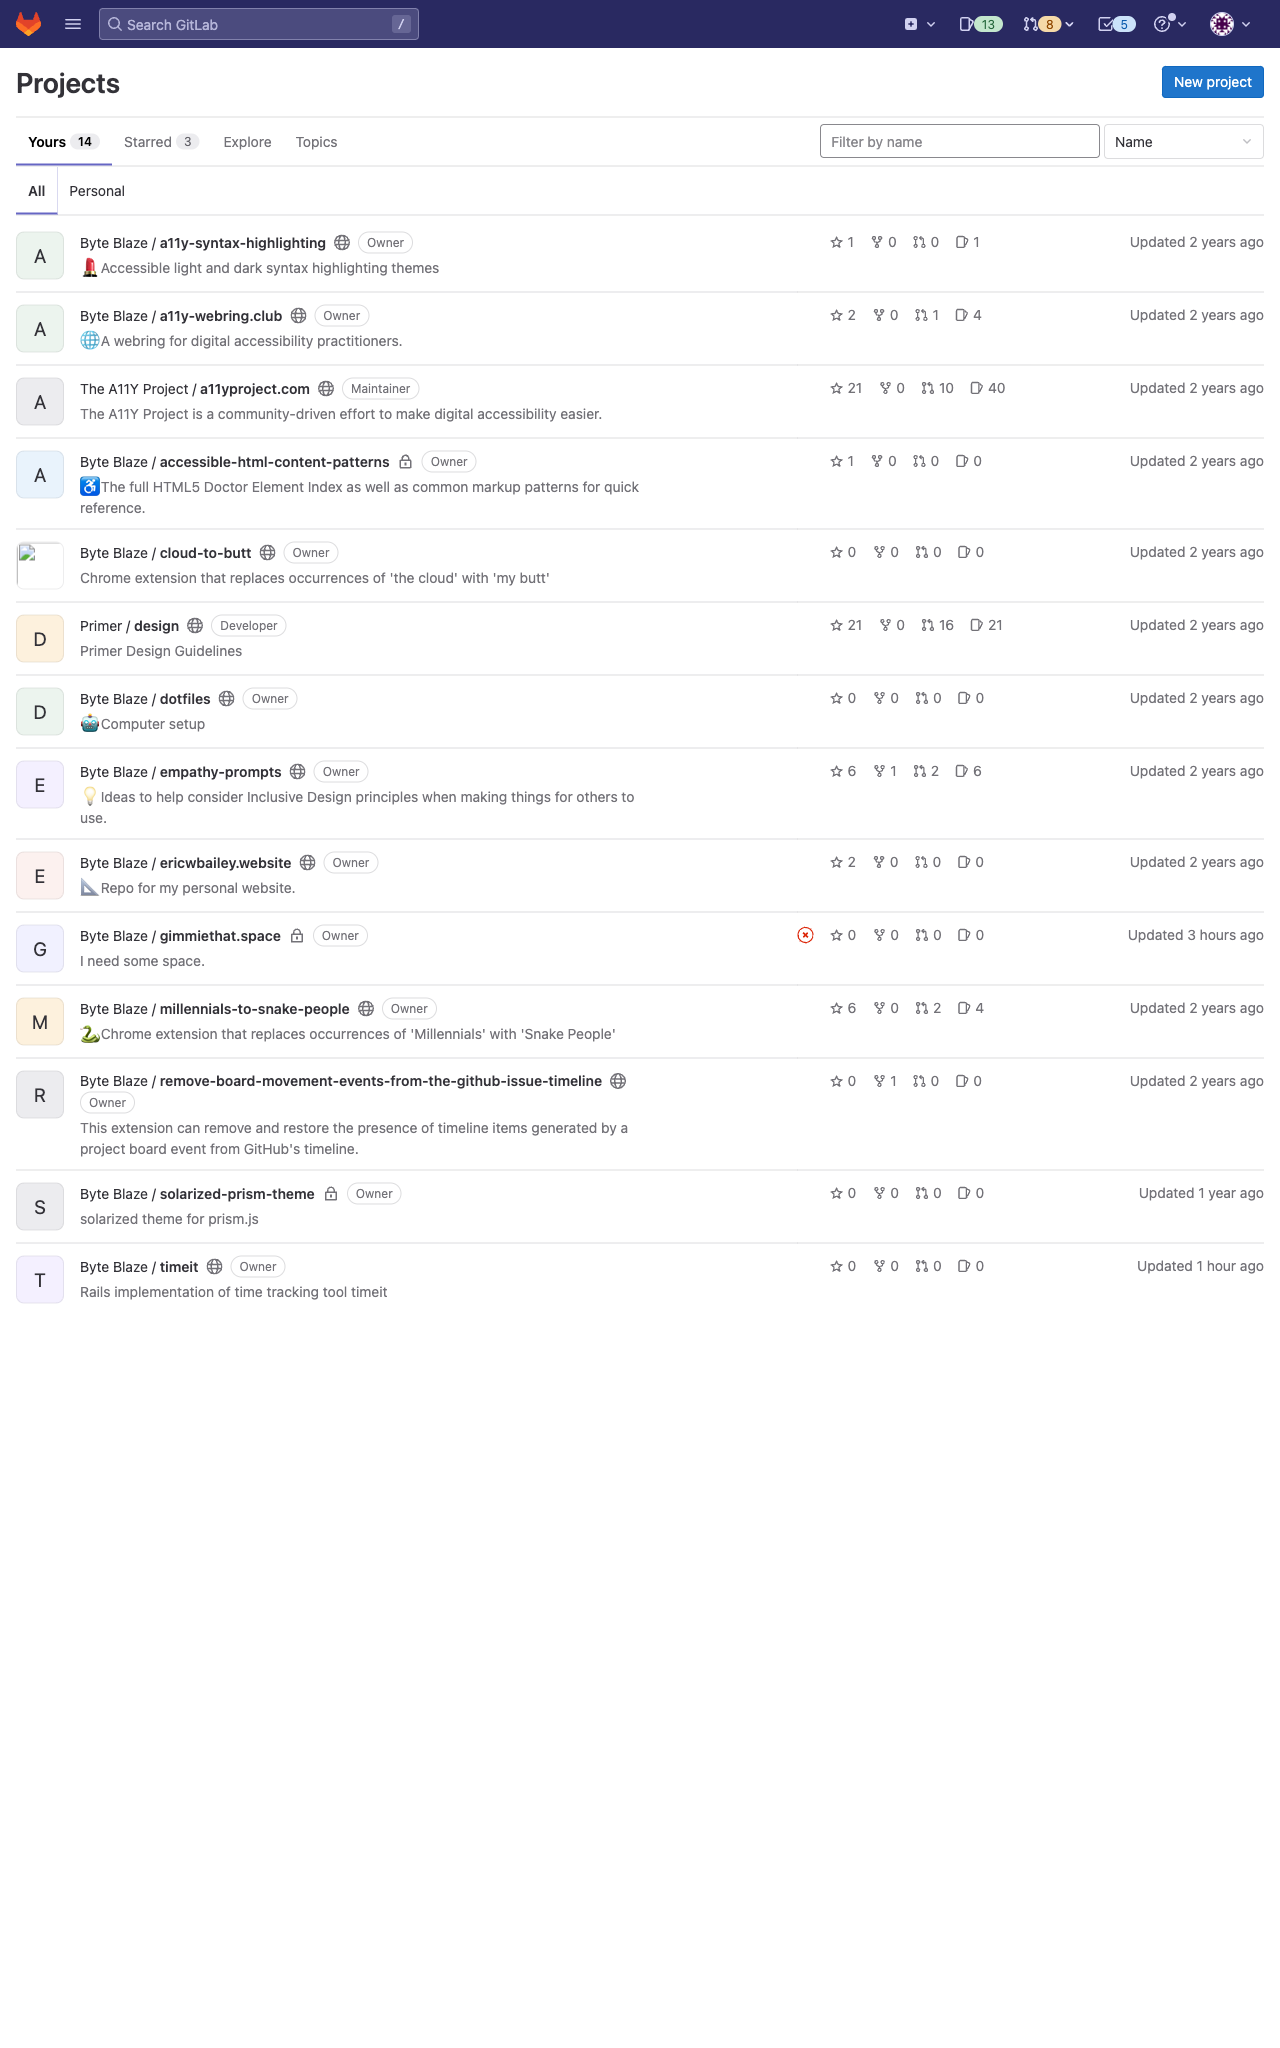 Search GitLab /
13
8
5
Projects
New project
Yours 14
Starred 3
Explore
Topics
Filter by name
Name
All
Personal
A
Byte Blaze / a11y-syntax-highlighting Owner
1 0 0 1
Updated 2 years ago
Accessible light and dark syntax highlighting themes
A
Byte Blaze / a11y-webring.club Owner
2 0 1 4
Updated 2 years ago
A webring for digital accessibility practitioners.
A
The A11Y Project / a11yproject.com Maintainer
21 0 10 40
Updated 2 years ago
The A11Y Project is a community-driven effort to make digital accessibility easier.
A
Byte Blaze / accessible-html-content-patterns Owner
1 0 0 0
Updated 2 years ago
The full HTML5 Doctor Element Index as well as common markup patterns for quick
reference.
Byte Blaze / cloud-to-butt Owner
0 0 0 0
Updated 2 years ago
Chrome extension that replaces occurrences of 'the cloud' with 'my butt'
D
Primer / design Developer
21 0 16 21
Updated 2 years ago
Primer Design Guidelines
D
Byte Blaze / dotfiles Owner
0 0 0 0
Updated 2 years ago
Computer setup
E
Byte Blaze / empathy-prompts Owner
6 1 2 6
Updated 2 years ago
Ideas to help consider Inclusive Design principles when making things for others to
use.
E
Byte Blaze / ericwbailey.website Owner
2 0 0 0
Updated 2 years ago
Repo for my personal website.
G
Byte Blaze / gimmiethat.space Owner
0 0 0 0
Updated 3 hours ago
I need some space.
M
Byte Blaze / millennials-to-snake-people Owner
6 0 2 4
Updated 2 years ago
Chrome extension that replaces occurrences of 'Millennials' with 'Snake People'
R
Byte Blaze / remove-board-movement-events-from-the-github-issue-timeline
Owner
0 1 0 0
Updated 2 years ago
This extension can remove and restore the presence of timeline items generated by a
project board event from GitHub's timeline.
S
Byte Blaze / solarized-prism-theme Owner
0 0 0 0
Updated 1 year ago
solarized theme for prism.js
T
Byte Blaze / timeit Owner
0 0 0 0
Updated 1 hour ago
Rails implementation of time tracking tool timeit